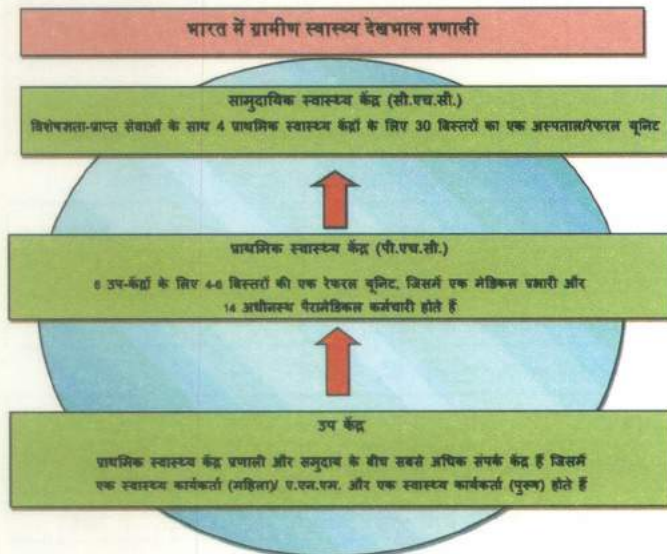 भारत में ग्रामीण स्वास्थ्य देखभाल प्रणाली
सामुदायिक स्वास्थ्य केंद्र (सी.एच.सी.)
विशेषज्ञता-प्राप्त सेवाओं के साथ 4 प्राथमिक स्वास्थ्य केंद्रों के लिए 30 बिस्तरों का एक अस्पताल/रेफरल यूनिट
प्राथमिक स्वास्थ्य केंद्र (पी.एच.सी.)
6 उप-केंद्रों के लिए 4-6 बिस्तरों की एक रेफरल यूनिट, जिसमें एक मेडिकल प्रभारी और
14 अधीनस्थ पैरामेडिकल कर्मचारी होते हैं
उप केंद्र
प्राथमिक स्वास्थ्य केंद्र प्रणाली और समुदाय के बीच सबसे अधिक संपर्क केंद्र हैं जिसमें
एक स्वास्थ्य कार्यकर्ता (महिला)/ ए.एन.एम. और एक स्वास्थ्य कार्यकर्ता (पुरुष) होते हैं